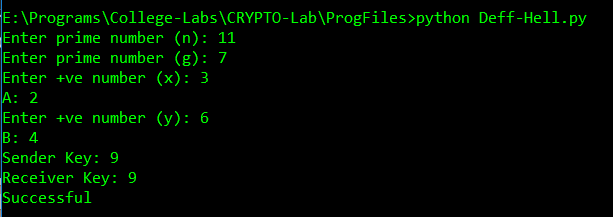 E:\Programs\College-Labs\CRYPTO-Lab\ProgFiles>python Deff-Hell.py
Enter prime number (n): 11
Enter prime number (g): 7
Enter +ve number (x): 3
A: 2
Enter +ve number (y): 6
B: 4
Sender Key: 9
Receiver Key: 9
Successful